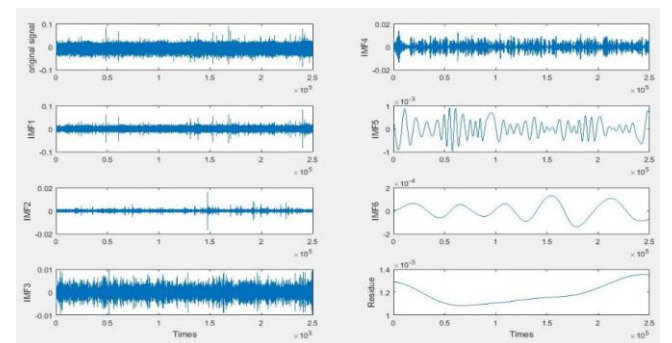 original signal
0.1
0
-0.1
0 0.5 1 1.5 2 2.5
× 10^5
IMF1
0.1
0
-0.1
0 0.5 1 1.5 2 2.5
× 10^5
IMF2
0.02
0
-0.02
0 0.5 1 1.5 2 2.5
× 10^5
IMF3
0.01
0
-0.01
0 0.5 1 1.5 2 2.5
Times × 10^5
IMF4
0.02
0
-0.02
0 0.5 1 1.5 2 2.5
× 10^5
× 10^-3
IMF5
1
0
-1
0 0.5 1 1.5 2 2.5
× 10^5
× 10^-4
IMF6
2
0
-2
0 0.5 1 1.5 2 2.5
× 10^5
× 10^-3
Residue
1.4
1.2
1
0 0.5 1 1.5 2 2.5
Times × 10^5